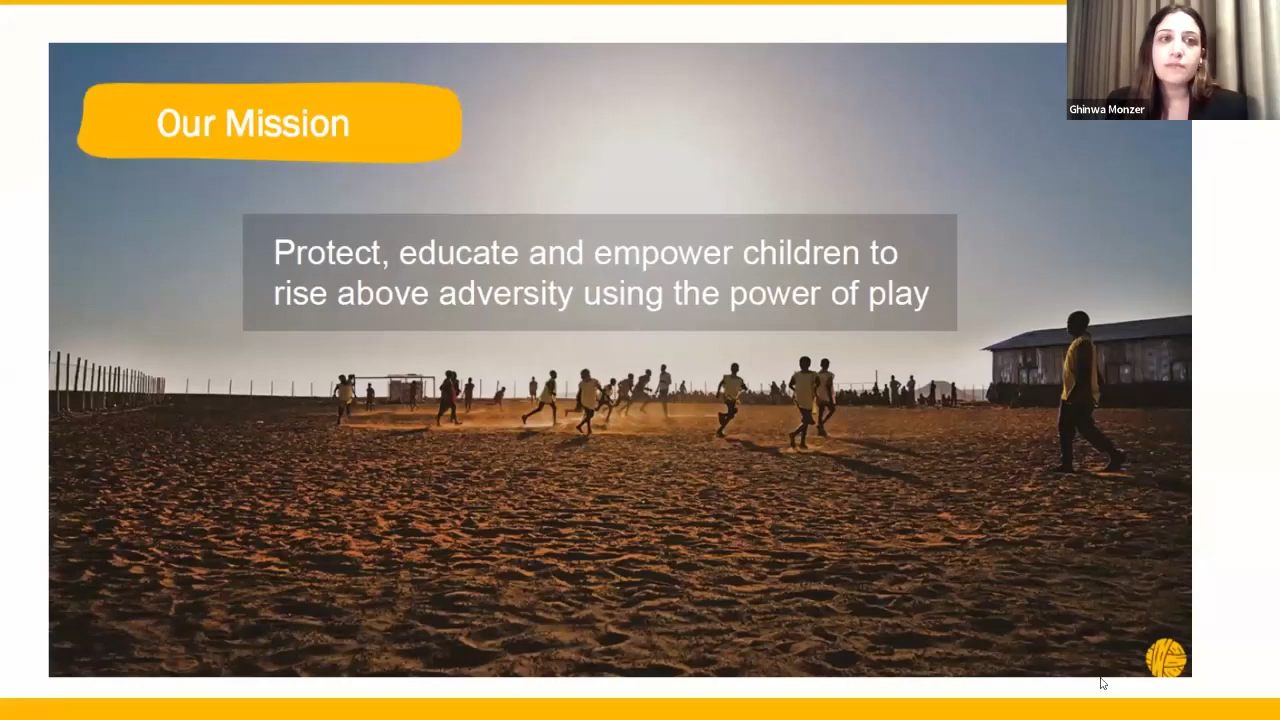 Our Mission
Protect, educate and empower children to
rise above adversity using the power of play
Ghinwa Monzer